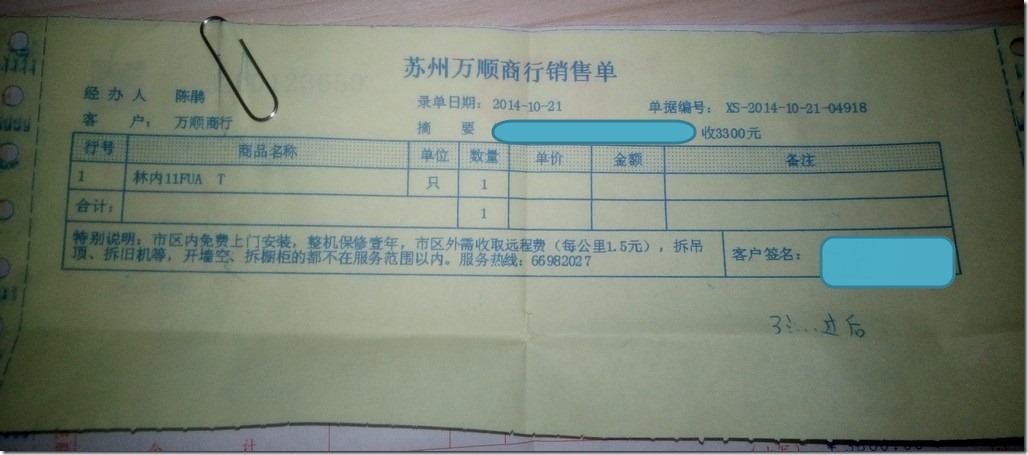 苏州万顺商行销售单
经 办 人 陈鹃
录单日期: 2014-10-21
单据编号: XS-2014-10-21-04918
客 户: 万顺商行
摘 要 收3300元
行号 商品名称 单位 数量 单价 金额 备注
1 林内11FUA T 只 1
合计: 1
特别说明: 市区内免费上门安装, 整机保修壹年, 市区外需收取远程费 (每公里1.5元), 拆吊
顶、拆旧机等, 开墙空、拆橱柜的都不在服务范围以内。服务热线: 66982027
客户签名:
过后
合 计